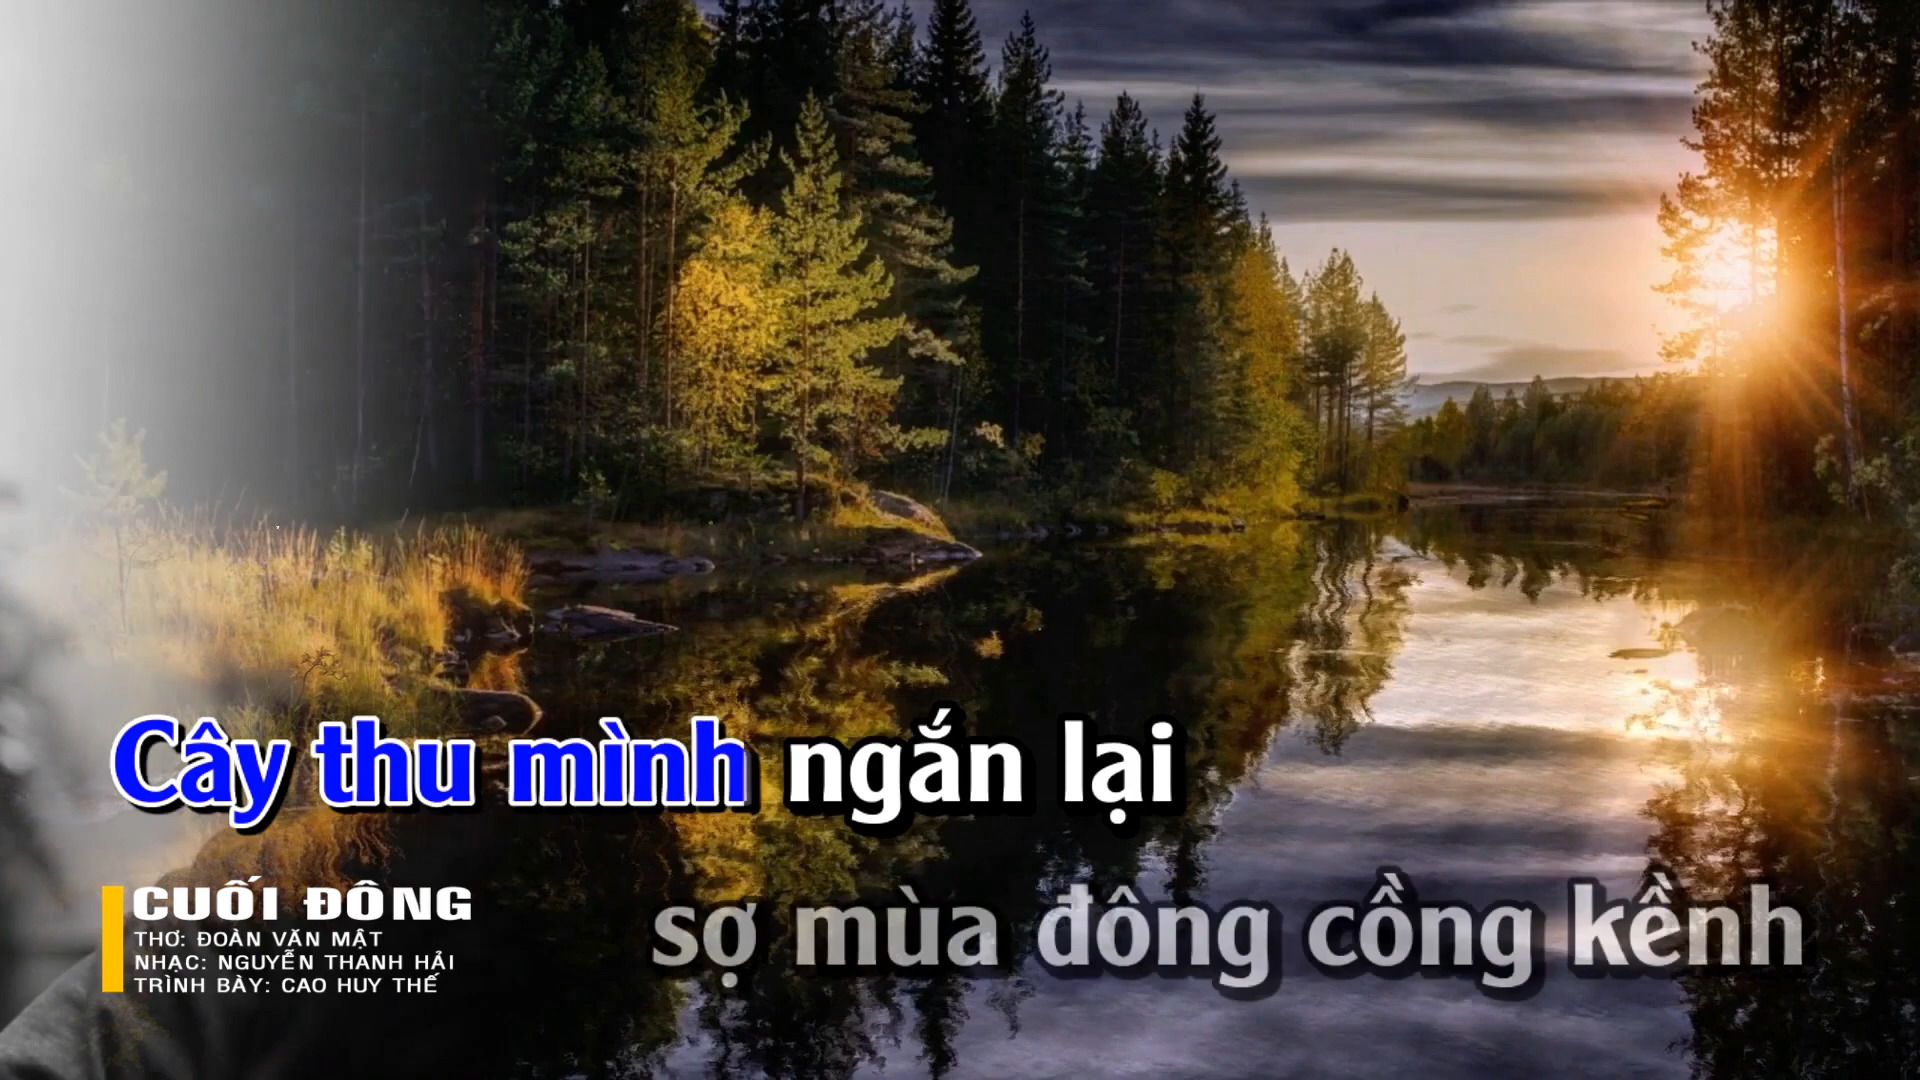 Cây thu mình ngắn lại
sợ mùa đông cồng kềnh
CUỐI ĐÔNG
THƠ: ĐOÀN VĂN MẬT
NHẠC: NGUYỄN THANH HẢI
TRÌNH BÀY: CAO HUY THẾ